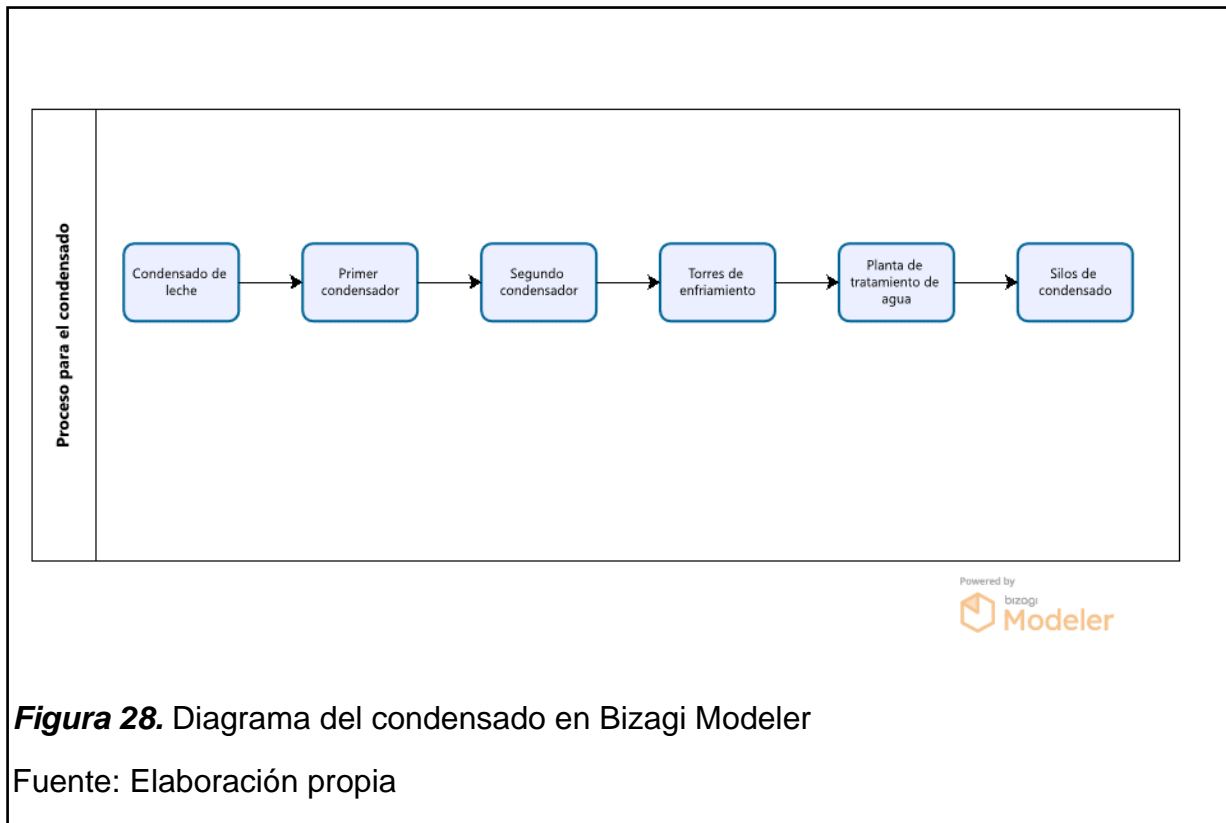 Proceso para el condensado
Condensado de
leche
Primer
condensador
Segundo
condensador
Torres de
enfriamiento
Planta de
tratamiento de
agua
Silos de
condensado
Powered by
bizagi
Modeler
Figura 28. Diagrama del condensado en Bizagi Modeler
Fuente: Elaboración propia